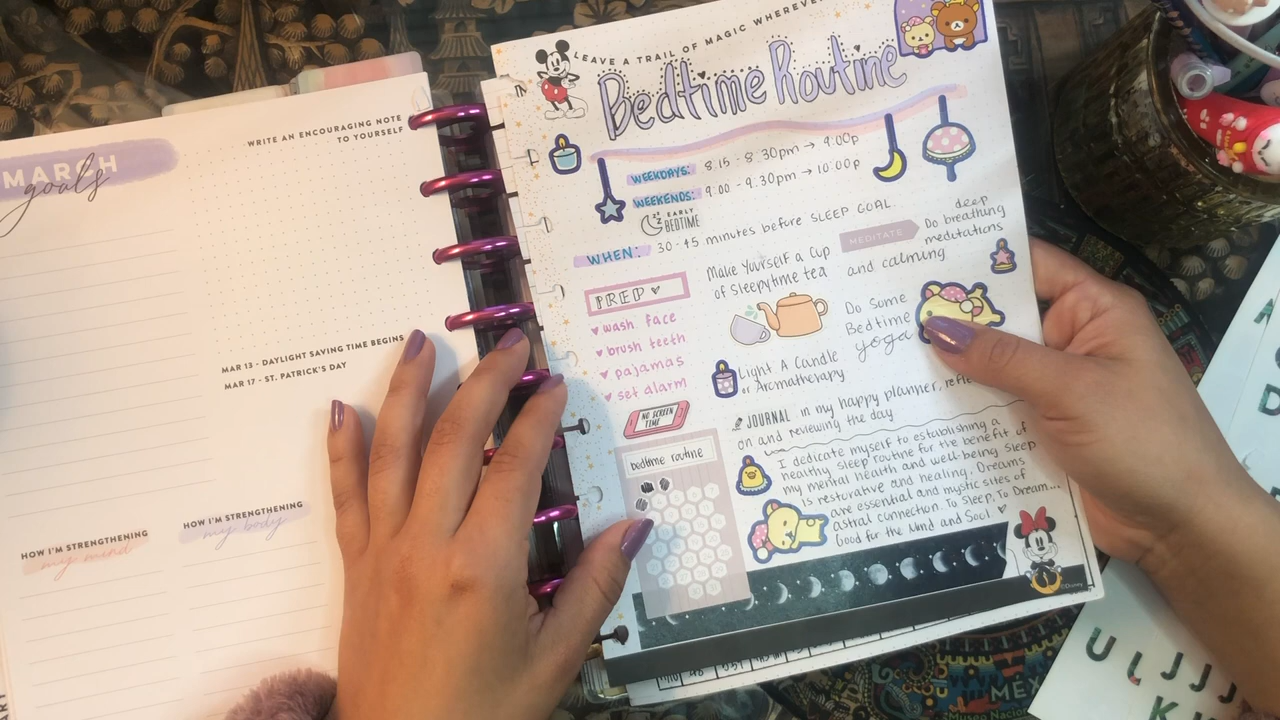 WRITE AN ENCOURAGING NOTE
TO YOURSELF
MARCH
goals
MAR 13 - DAYLIGHT SAVING TIME BEGINS
MAR 17 - ST. PATRICK'S DAY
HOW I'M STRENGTHENING
my mind
HOW I'M STRENGTHENING
my body
LEAVE A TRAIL OF MAGIC WHEREVER
Bedtime Routine
WEEKDAYS: 8:15 - 8:30pm → 9:00p
WEEKENDS: 9:00 - 9:30pm → 10:00p
EARLY
BEDTIME
WHEN: 30-45 minutes before SLEEP GOAL
PREP
wash face
brush teeth
pajamas
set alarm
NO SCREEN
TIME
bedtime routine
Make Yourself a Cup
of Sleepytime tea
Light A Candle
or Aromatherapy
MEDITATE
deep
Do breathing
meditations
and calming
Do Some
Bedtime
yoga
JOURNAL in my happy planner,
on and reviewing the day
I dedicate myself to establishing a
healthy sleep routine for the benefit of
my mental health and well-being. Sleep
is restorative and healing. Dreams
are essential and mystic sites of
astral connection. To Sleep, To Dream...
Good for the Mind and Soul
©Disney
MÉX
Museo Nacion
U L J J J
K